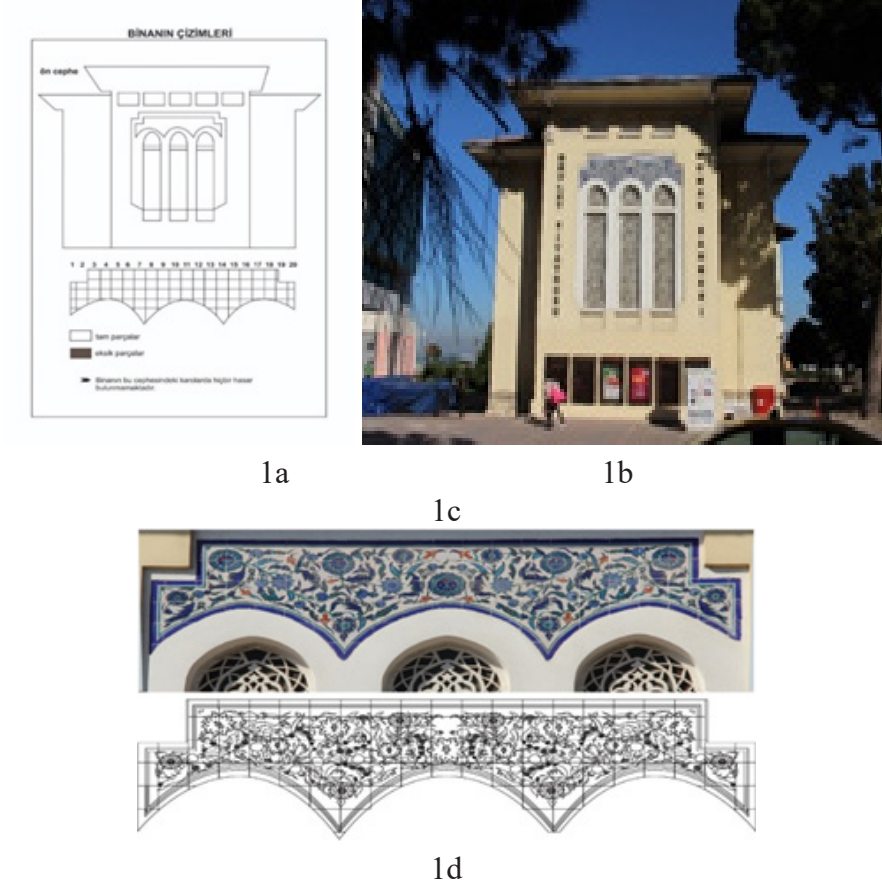 BİNANIN ÇİZİMLERİ
ön cephe
1 2 3 4 5 6 7 8 9 10 11 12 13 14 15 16 17 18 19 20
tam parçalar
eksik parçalar
Binanın bu cephesindeki karolarda hiçbir hasar
bulunmamaktadır.
1a
1b
1c
1d